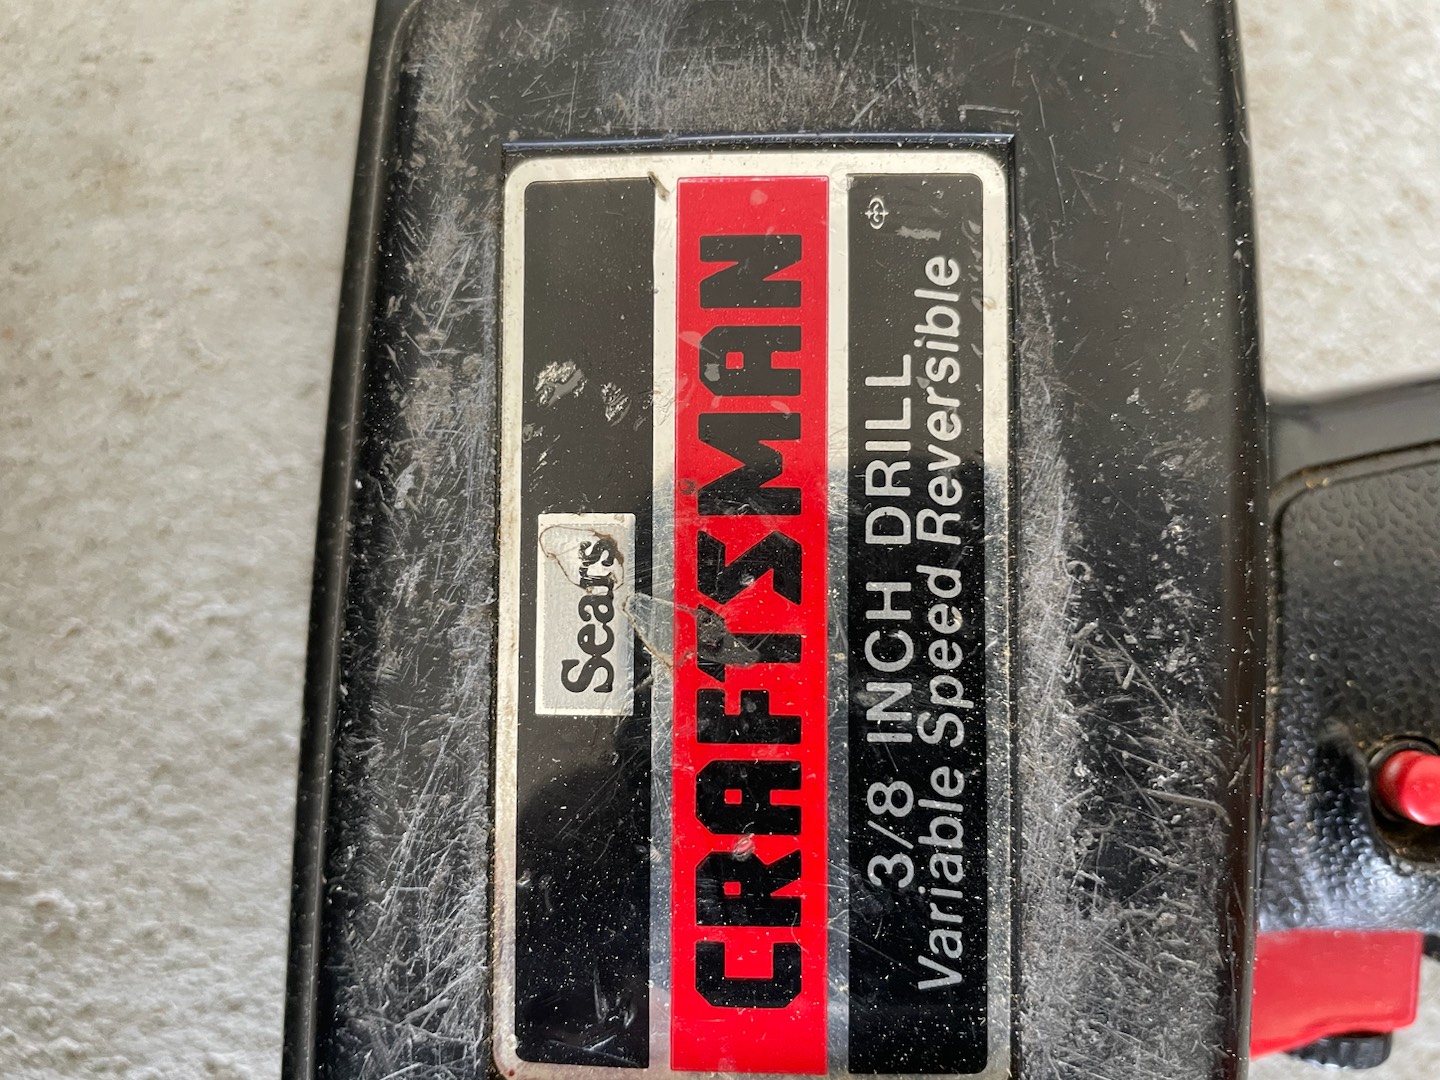 Sears
CRAFTSMAN
3/8 INCH DRILL
Variable Speed Reversible